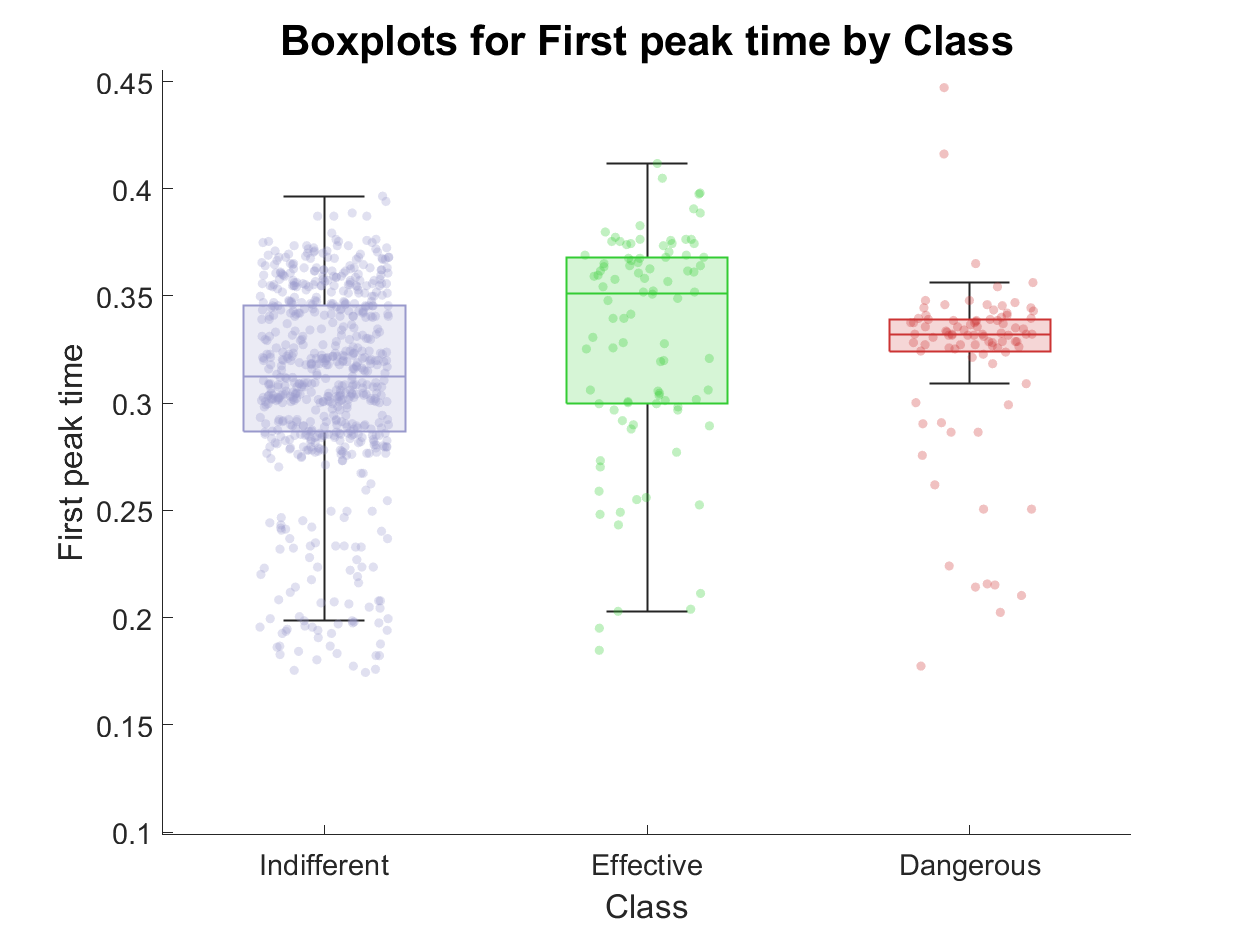 Boxplots for First peak time by Class
0.45
0.4
0.35
0.3
0.25
0.2
0.15
0.1
First peak time
Indifferent
Effective
Dangerous
Class